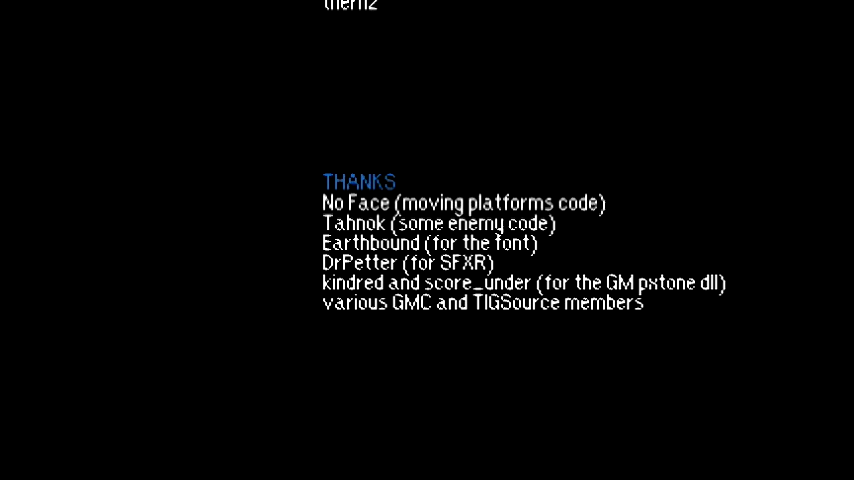 THANKS
No Face (moving platforms code)
Tahnok (some enemy code)
Earthbound (for the font)
DrPetter (for SFXR)
kindred and score_under (for the GM pxtone dll)
various GMC and TIGSource members